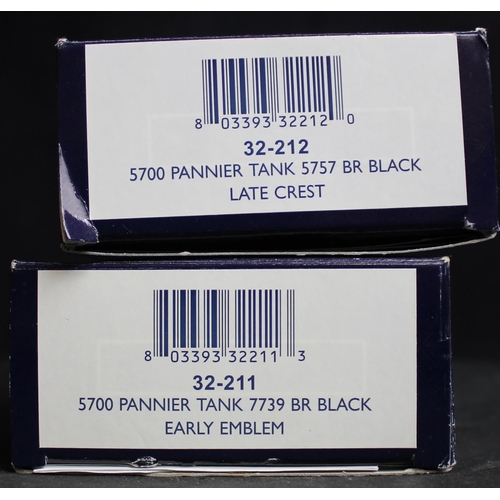 8 03393 32212 0
32-212
5700 PANNIER TANK 5757 BR BLACK
LATE CREST
8 03393 32211 3
32-211
5700 PANNIER TANK 7739 BR BLACK
EARLY EMBLEM